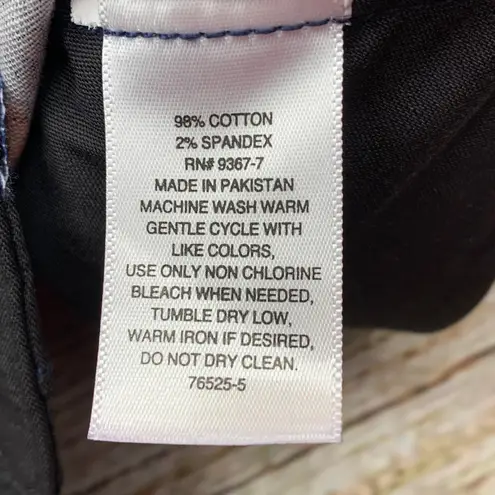 98% COTTON
2% SPANDEX
RN# 9367-7
MADE IN PAKISTAN
MACHINE WASH WARM
GENTLE CYCLE WITH
LIKE COLORS,
USE ONLY NON CHLORINE
BLEACH WHEN NEEDED,
TUMBLE DRY LOW,
WARM IRON IF DESIRED,
DO NOT DRY CLEAN.
76525-5